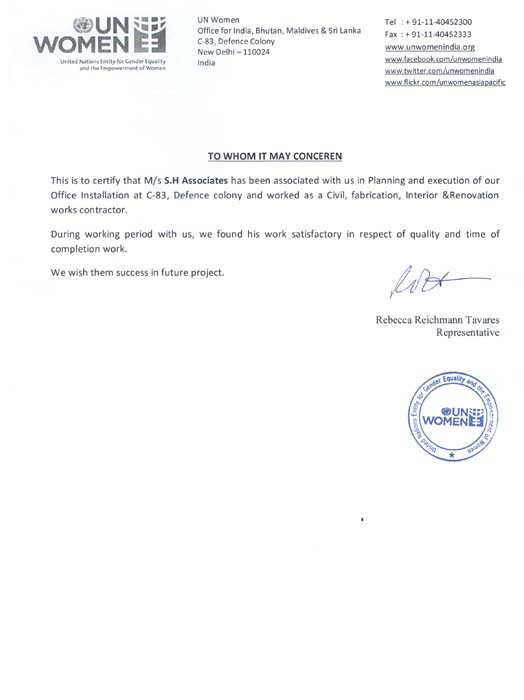 UN
WOMEN
United Nations Entity for Gender Equality
and the Empowerment of Women
UN Women
Office for India, Bhutan, Maldives & Sri Lanka
C-83, Defence Colony
New Delhi – 110024
India
Tel : + 91-11-40452300
Fax : + 91-11-40452333
www.unwomenindia.org
www.facebook.com/unwomenindia
www.twitter.com/unwomenindia
www.flickr.com/unwomenasiapacific
TO WHOM IT MAY CONCEREN
This is to certify that M/s S.H Associates has been associated with us in Planning and execution of our
Office Installation at C-83, Defence colony and worked as a Civil, fabrication, Interior &Renovation
works contractor.
During working period with us, we found his work satisfactory in respect of quality and time of
completion work.
We wish them success in future project.
Rebecca Reichmann Tavares
Representative
United Nations Entity for Gender Equality and the Empowerment of Women
UN
WOMEN